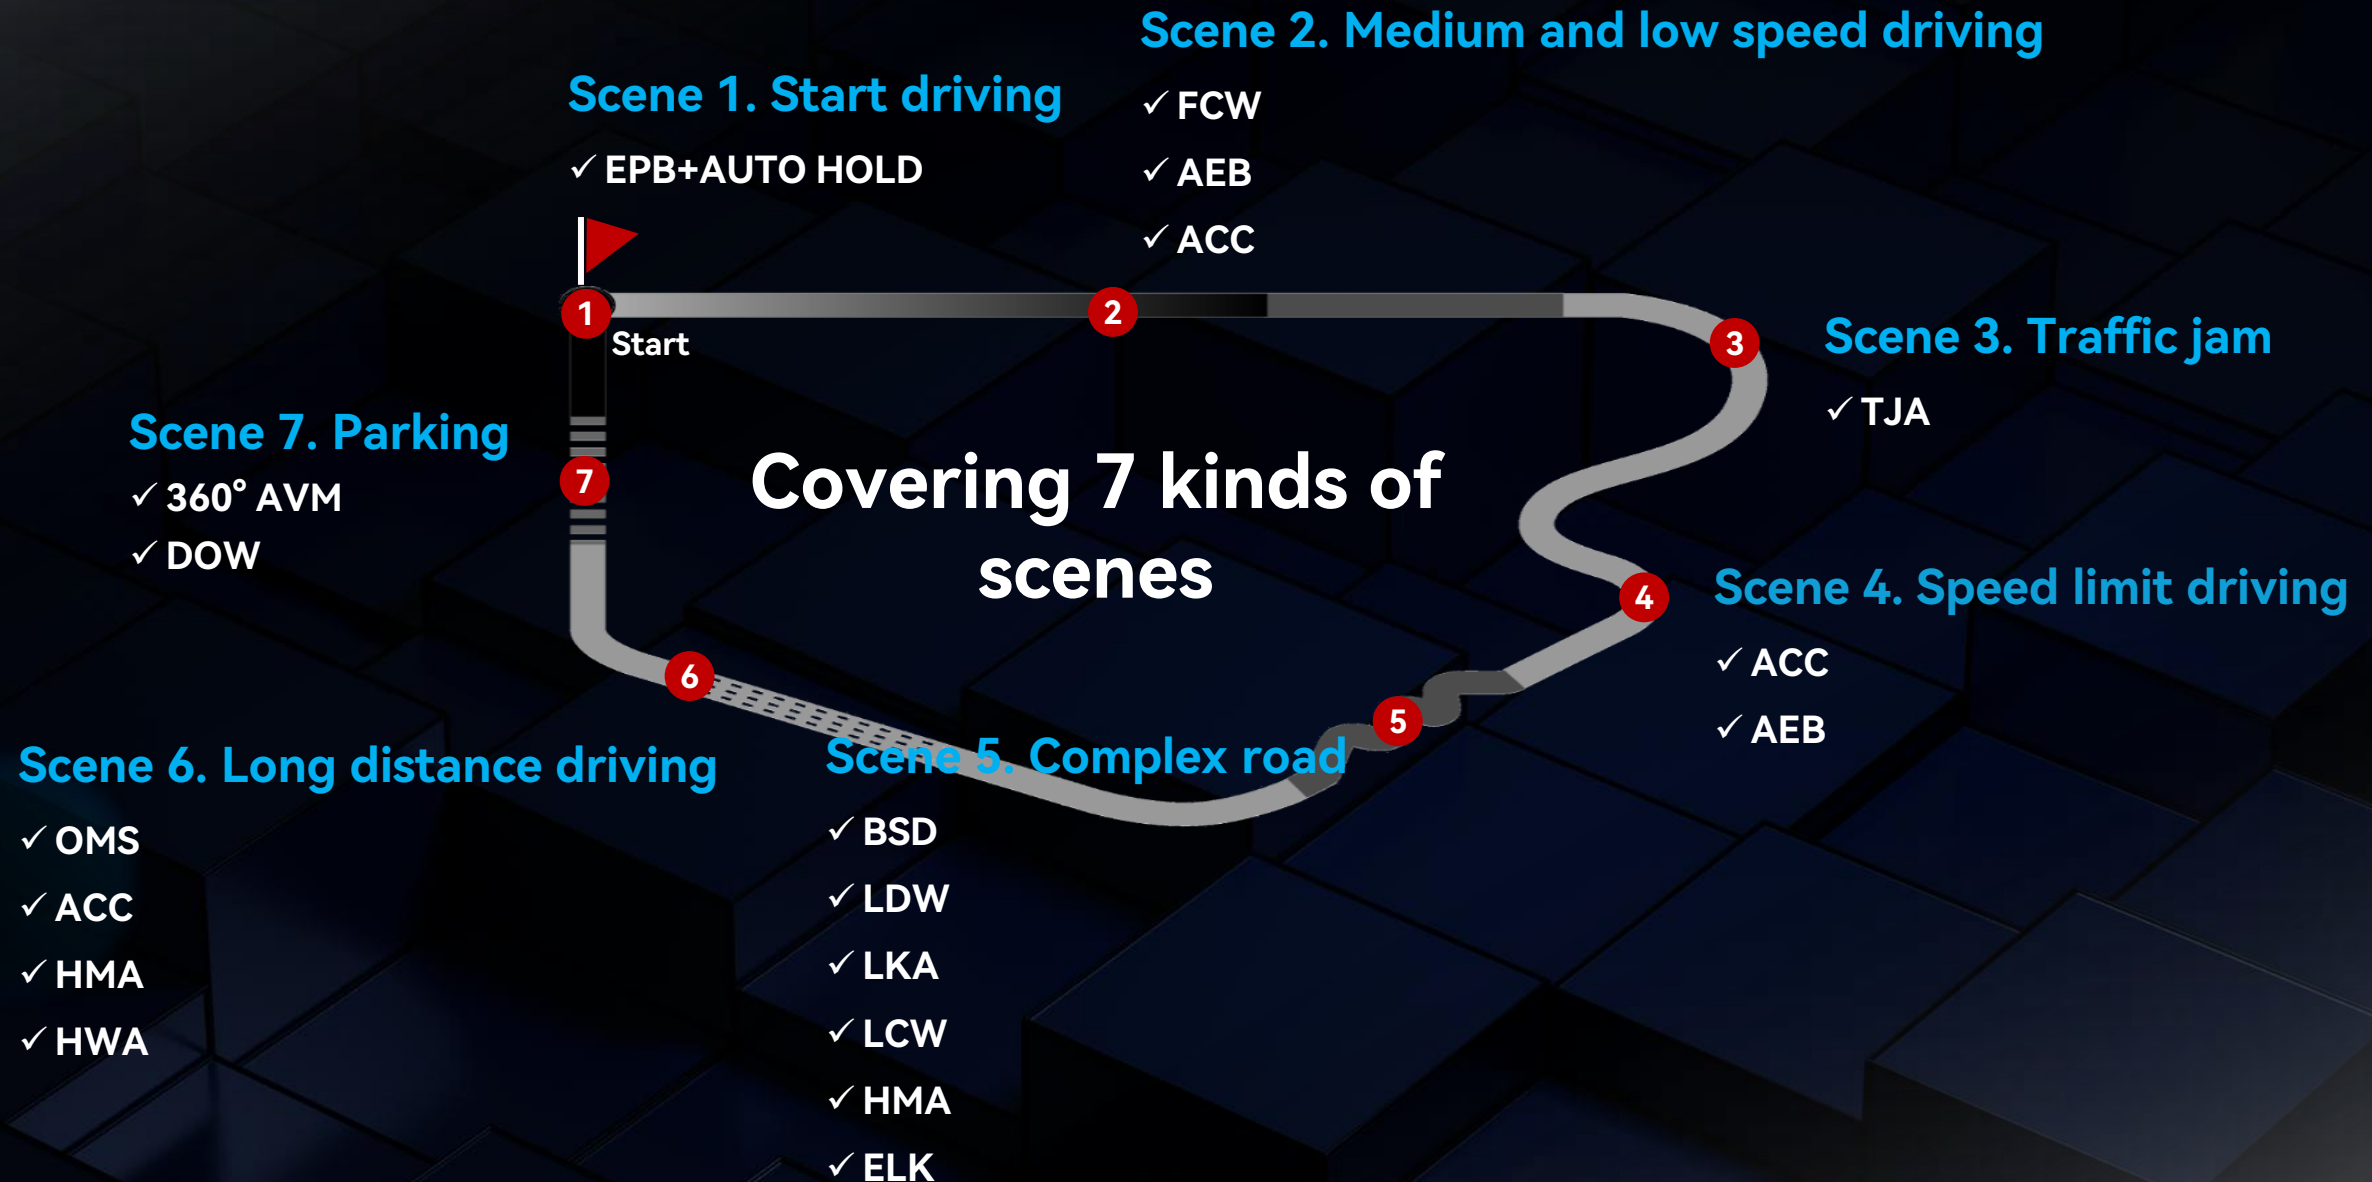 Scene 1. Start driving
✓ EPB+AUTO HOLD
Scene 2. Medium and low speed driving
✓ FCW
✓ AEB
✓ ACC
1
Start
2
3
Scene 3. Traffic jam
✓ TJA
Scene 7. Parking
✓ 360° AVM
✓ DOW
7
Covering 7 kinds of
scenes
4
Scene 4. Speed limit driving
✓ ACC
✓ AEB
6
5
Scene 6. Long distance driving
✓ OMS
✓ ACC
✓ HMA
✓ HWA
Scene 5. Complex road
✓ BSD
✓ LDW
✓ LKA
✓ LCW
✓ HMA
✓ ELK